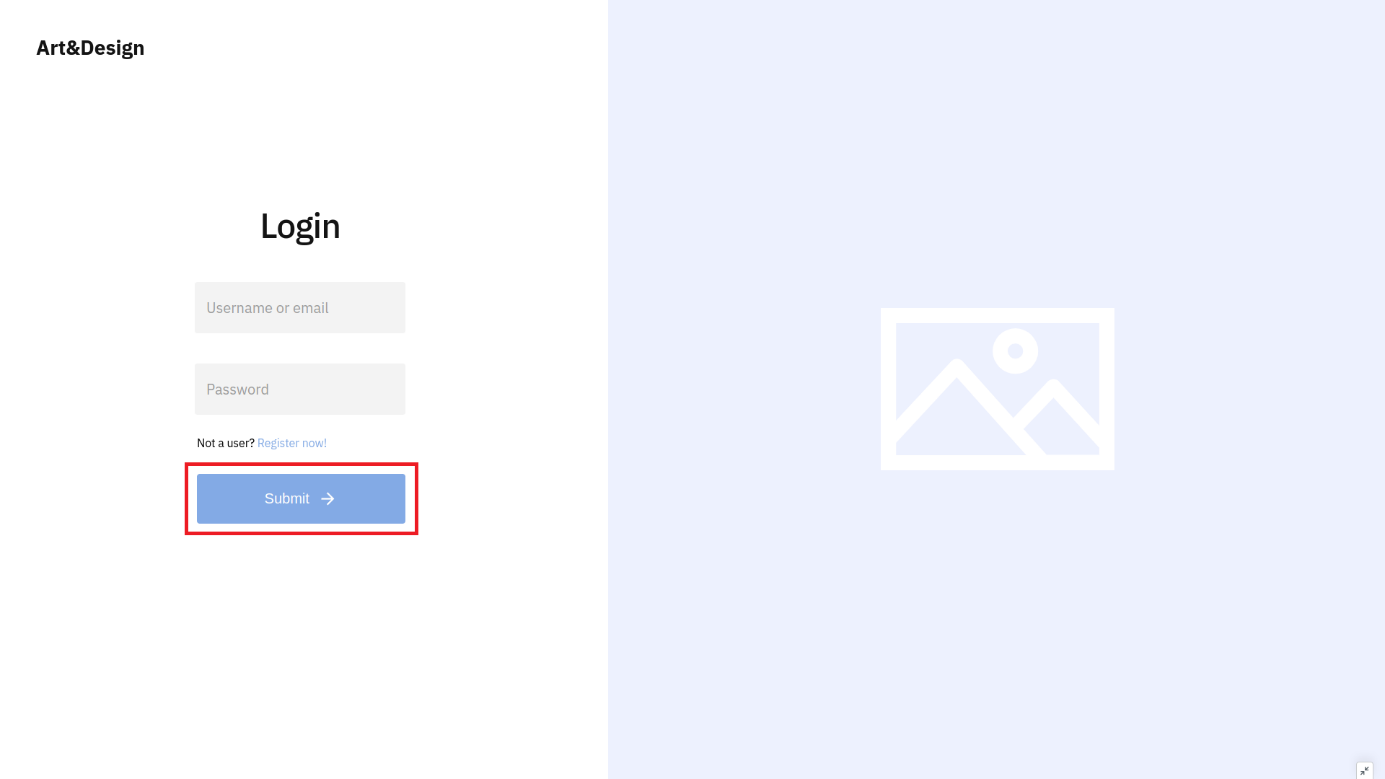 Art&Design
Login
Username or email
Password
Not a user? Register now!
Submit